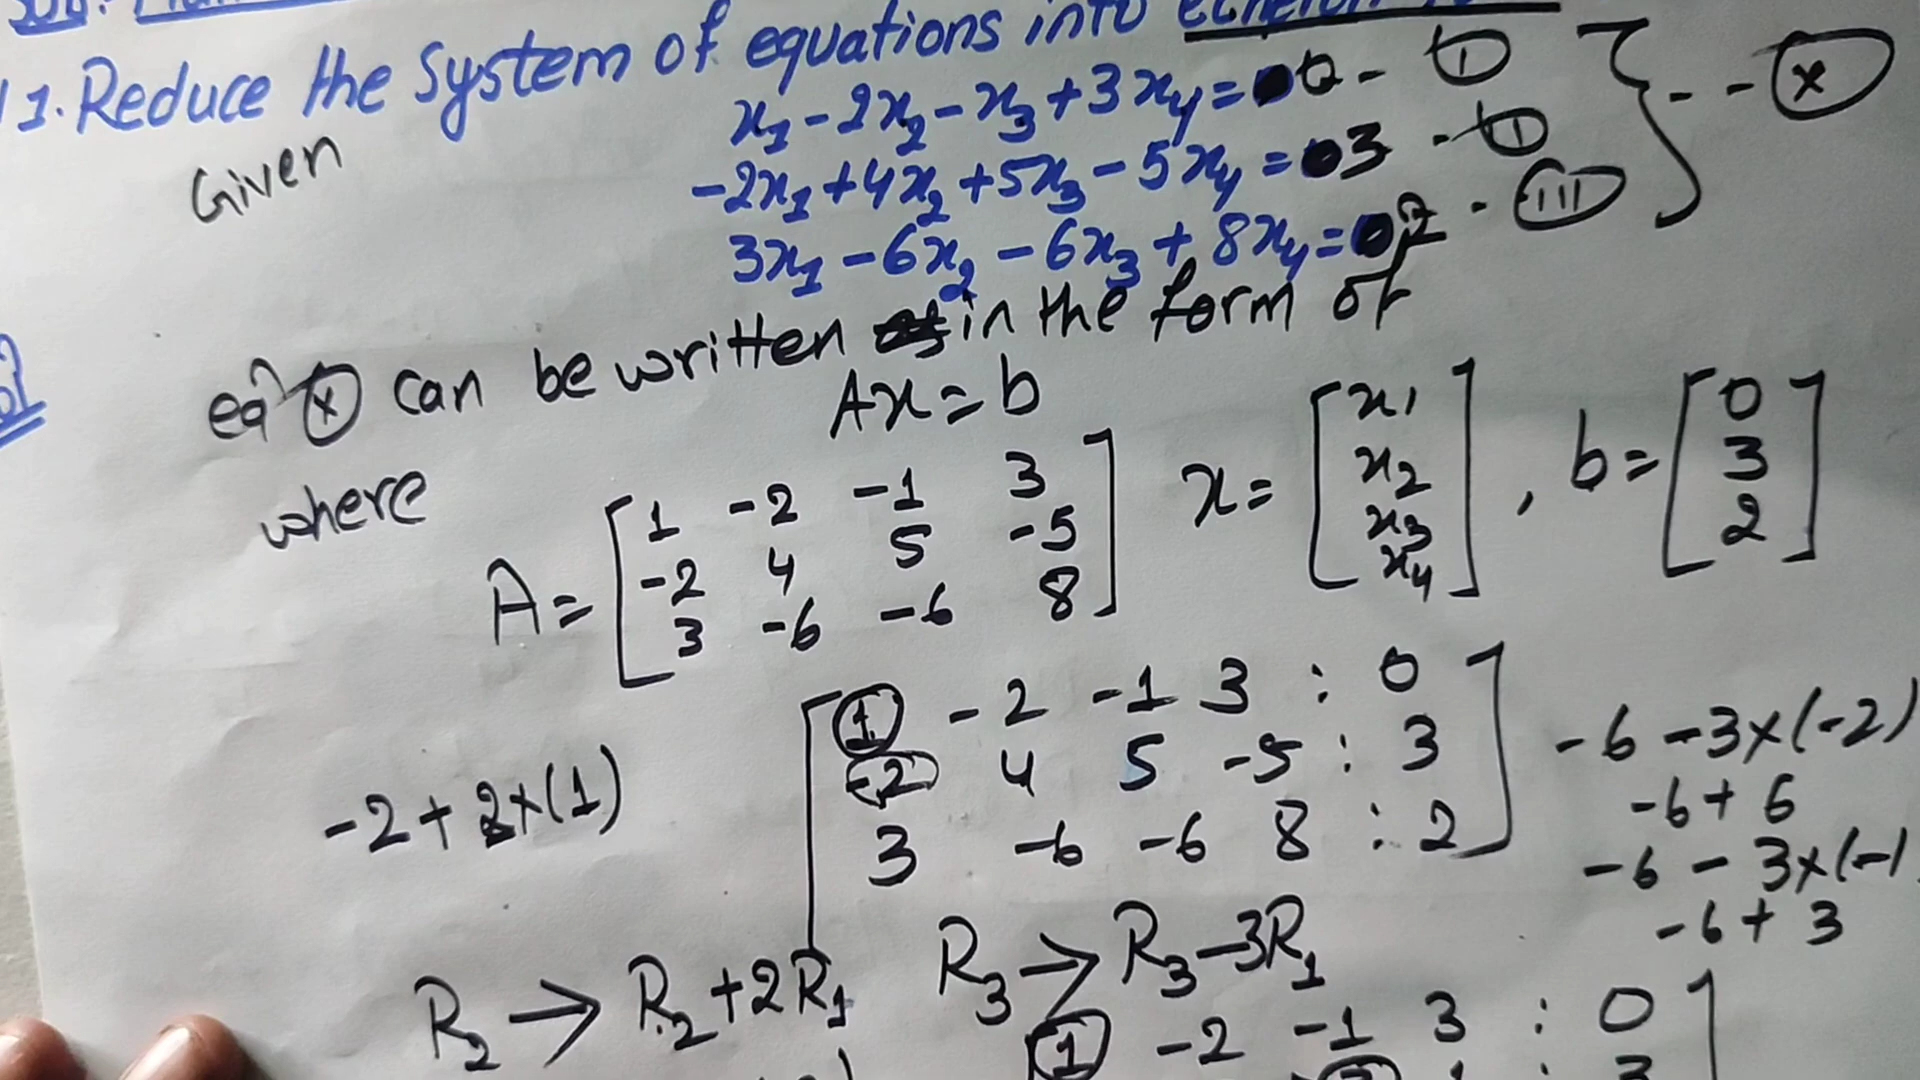 1. Reduce the System of equations into echelon
Given x₁ - 2x₂ - x₃ + 3x₄ = 0 - (I)
-2x₁ + 4x₂ + 5x₃ - 5x₄ = 3 - (II)
3x₁ - 6x₂ - 6x₃ + 8x₄ = 2 - (III)
} - - (x)
eqⁿ (x) can be written in the form of
Ax = b
where
A = [1 -2 -1 3
-2 4 5 -5
3 -6 -6 8]
x = [x1
x2
x3
x4]
, b = [0
3
2]
[1 -2 -1 3 : 0
-2 4 5 -5 : 3
3 -6 -6 8 : 2]
-2 + 2×(1)
-6 - 3×(-2)
-6 + 6
-6 - 3×(-1
-6 + 3
R₂ → R₂ + 2R₁ R₃ → R₃ - 3R₁
1 -2 -1 3 : 0
3